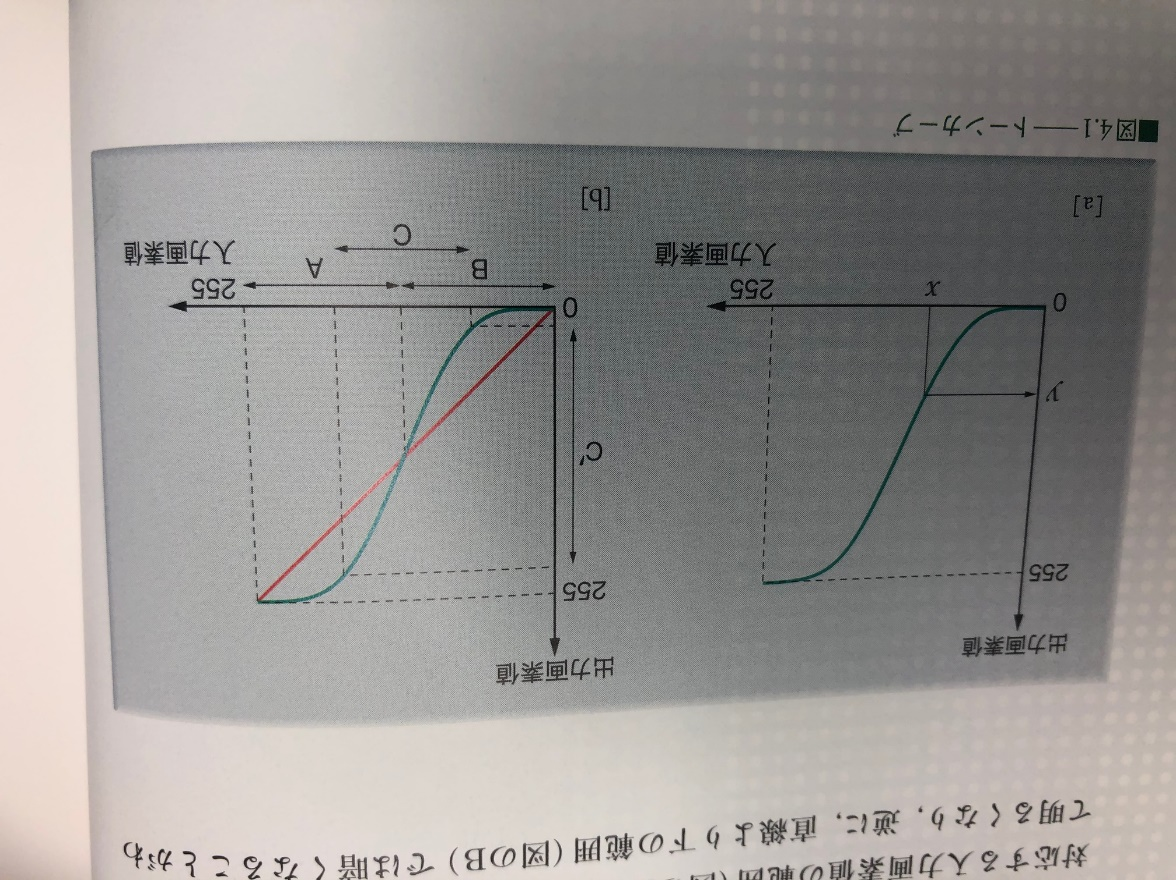 対応する入力画素値の範囲(図
て明るくなり，逆に，直線より下の範囲(図のB)では暗くなることがわ
出力画素値
255
y
0
x
255
入力画素値
[a]
出力画素値
255
C′
0
B
A
255
C
入力画素値
[b]
■図4.1——トーンカーブ